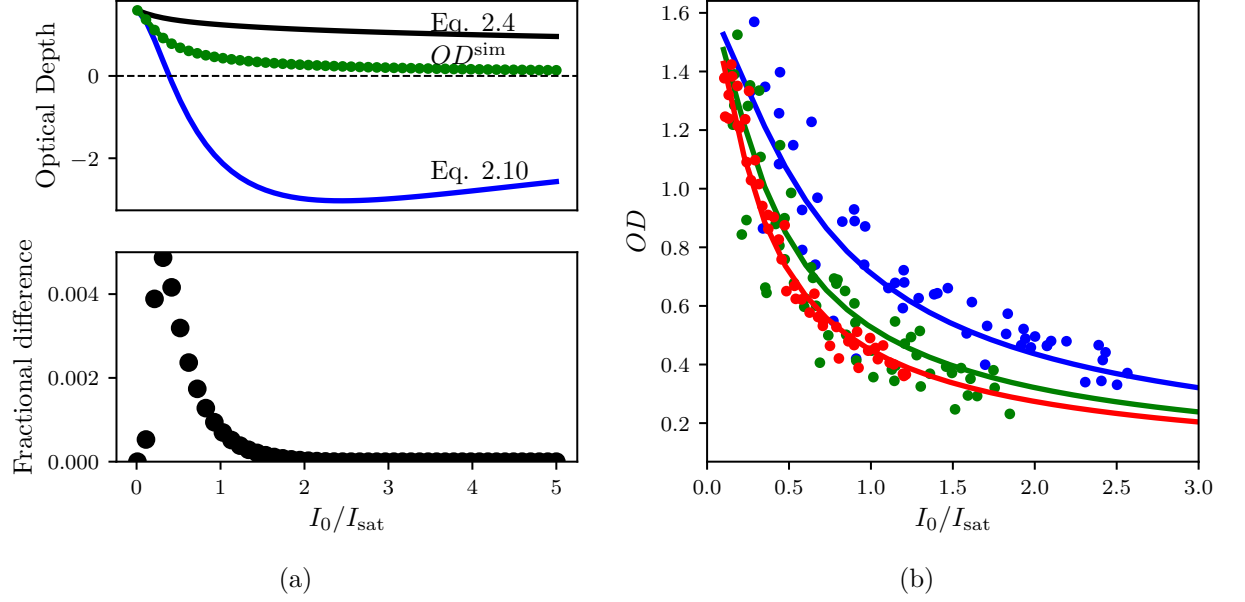 Optical Depth
0
−2
Eq. 2.4
OD^sim
Eq. 2.10
Fractional difference
0.004
0.002
0.000
0 1 2 3 4 5
I_0/I_sat
(a)
OD
1.6
1.4
1.2
1.0
0.8
0.6
0.4
0.2
0.0 0.5 1.0 1.5 2.0 2.5 3.0
I_0/I_sat
(b)